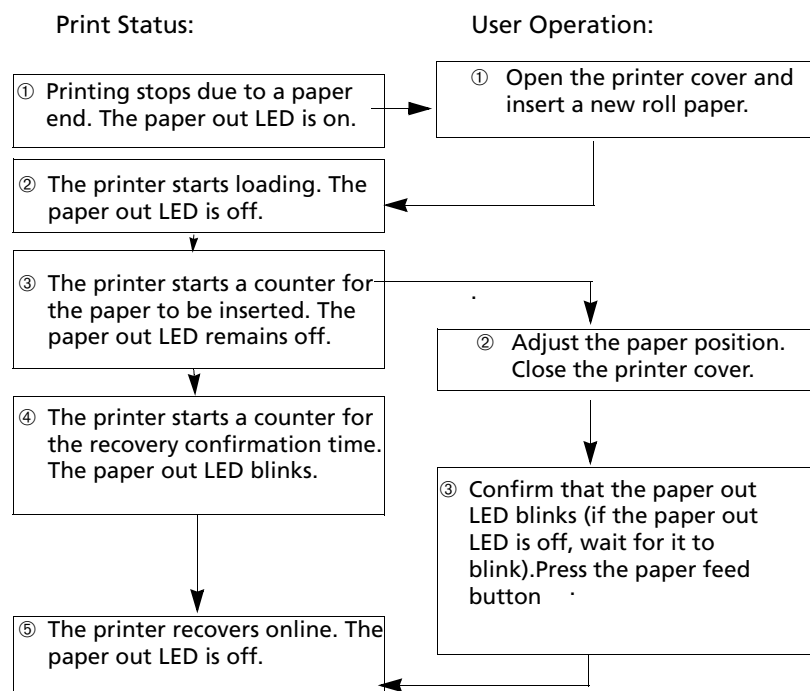 Print Status:
User Operation:
① Printing stops due to a paper
end. The paper out LED is on.
① Open the printer cover and
insert a new roll paper.
② The printer starts loading. The
paper out LED is off.
③ The printer starts a counter for
the paper to be inserted. The
paper out LED remains off.
② Adjust the paper position.
Close the printer cover.
④ The printer starts a counter for
the recovery confirmation time.
The paper out LED blinks.
③ Confirm that the paper out
LED blinks (if the paper out
LED is off, wait for it to
blink).Press the paper feed
button
⑤ The printer recovers online. The
paper out LED is off.